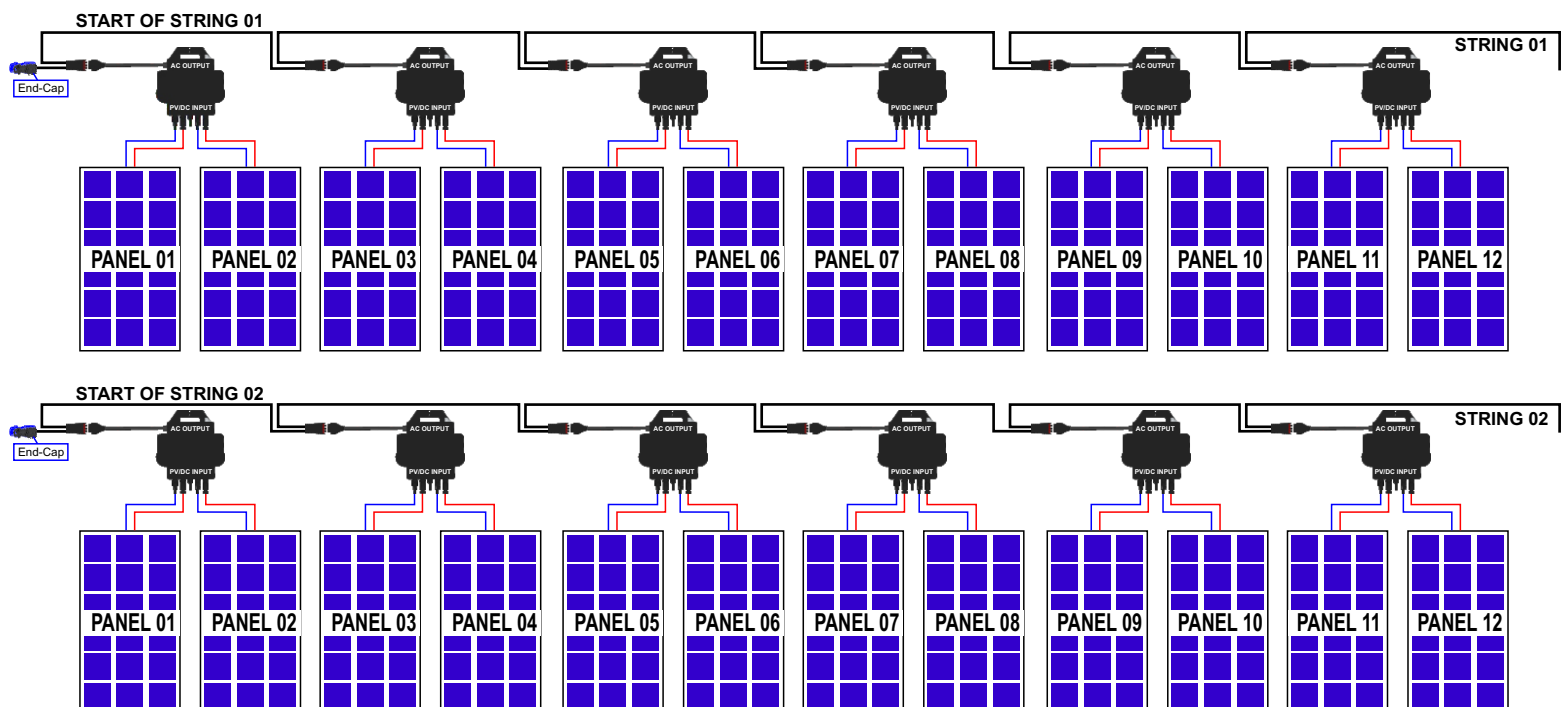 START OF STRING 01
STRING 01
AC OUTPUT AC OUTPUT AC OUTPUT AC OUTPUT AC OUTPUT AC OUTPUT
End-Cap
PV/DC INPUT PV/DC INPUT PV/DC INPUT PV/DC INPUT PV/DC INPUT PV/DC INPUT
PANEL 01 PANEL 02 PANEL 03 PANEL 04 PANEL 05 PANEL 06 PANEL 07 PANEL 08 PANEL 09 PANEL 10 PANEL 11 PANEL 12
START OF STRING 02
STRING 02
AC OUTPUT AC OUTPUT AC OUTPUT AC OUTPUT AC OUTPUT AC OUTPUT
End-Cap
PV/DC INPUT PV/DC INPUT PV/DC INPUT PV/DC INPUT PV/DC INPUT PV/DC INPUT
PANEL 01 PANEL 02 PANEL 03 PANEL 04 PANEL 05 PANEL 06 PANEL 07 PANEL 08 PANEL 09 PANEL 10 PANEL 11 PANEL 12